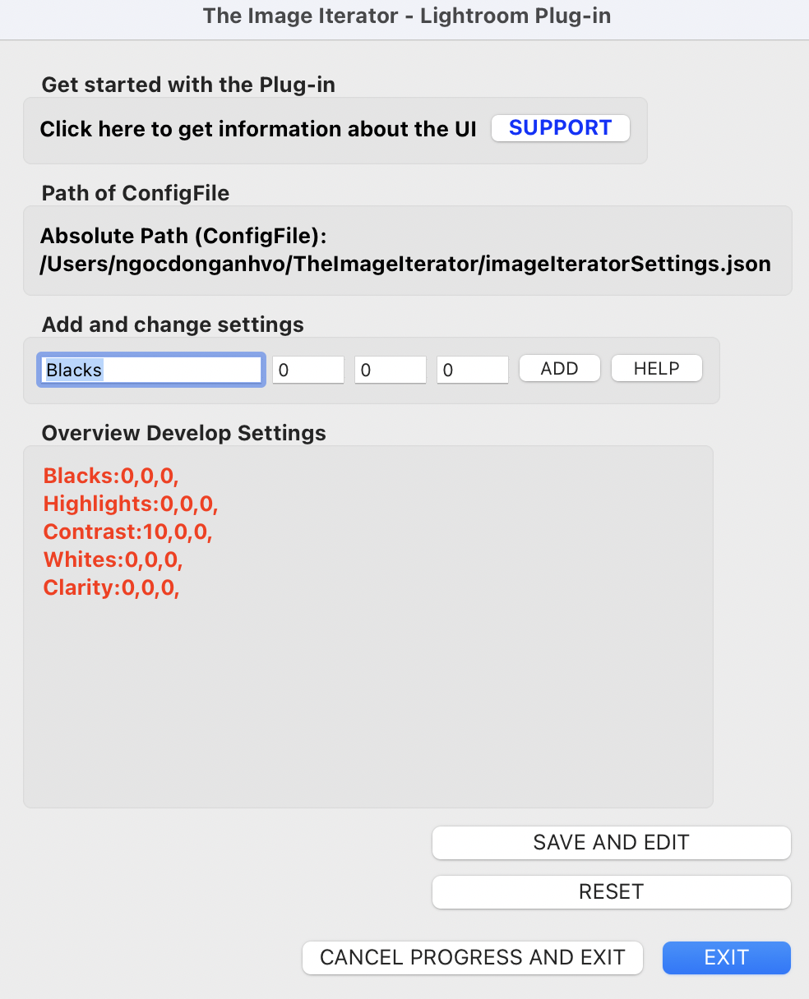 The Image Iterator - Lightroom Plug-in
Get started with the Plug-in
Click here to get information about the UI SUPPORT
Path of ConfigFile
Absolute Path (ConfigFile):
/Users/ngocdonganhvo/TheImageIterator/imageIteratorSettings.json
Add and change settings
Blacks 0 0 0 ADD HELP
Overview Develop Settings
Blacks:0,0,0,
Highlights:0,0,0,
Contrast:10,0,0,
Whites:0,0,0,
Clarity:0,0,0,
SAVE AND EDIT
RESET
CANCEL PROGRESS AND EXIT EXIT